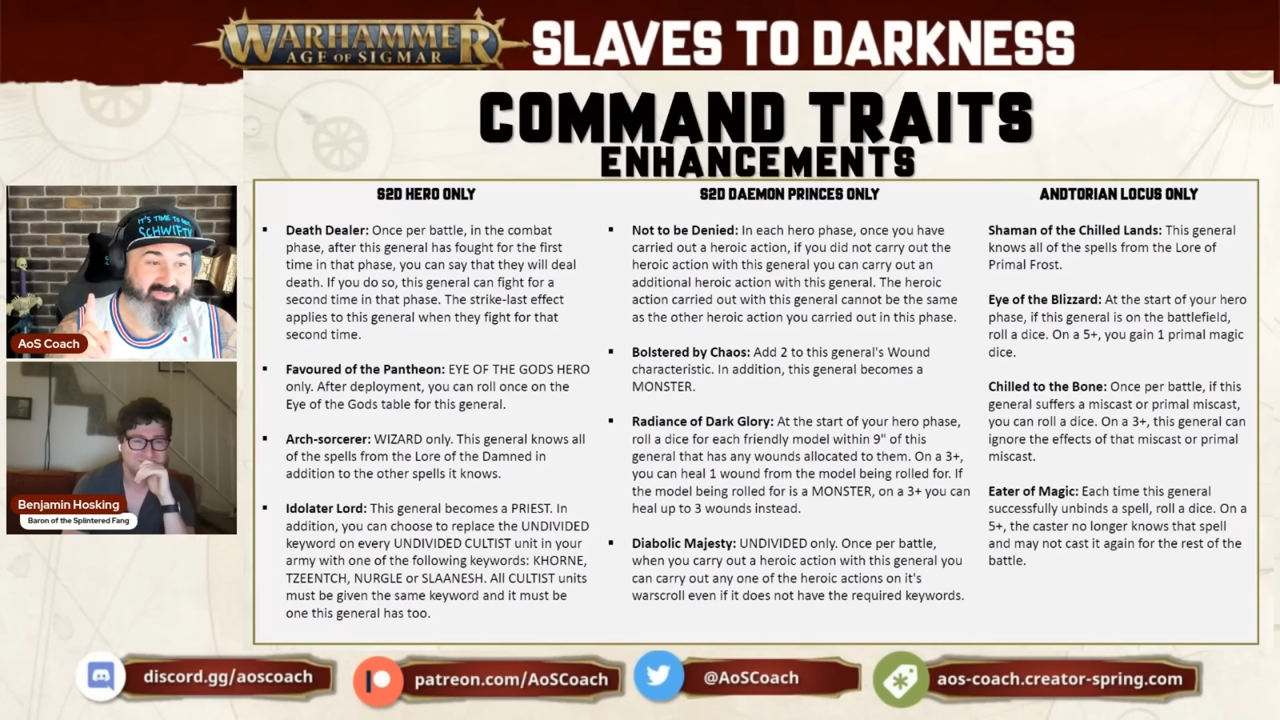 WARHAMMER
AGE OF SIGMAR
SLAVES TO DARKNESS
COMMAND TRAITS
ENHANCEMENTS
S2D HERO ONLY
Death Dealer: Once per battle, in the combat
phase, after this general has fought for the first
time in that phase, you can say that they will deal
death. If you do so, this general can fight for a
second time in that phase. The strike-last effect
applies to this general when they fight for that
second time.
Favoured of the Pantheon: EYE OF THE GODS HERO
only. After deployment, you can roll once on the
Eye of the Gods table for this general.
Arch-sorcerer: WIZARD only. This general knows all
of the spells from the Lore of the Damned in
addition to the other spells it knows.
Idolater Lord: This general becomes a PRIEST. In
addition, you can choose to replace the UNDIVIDED
keyword on every UNDIVIDED CULTIST unit in your
army with one of the following keywords: KHORNE,
TZEENTCH, NURGLE or SLAANESH. All CULTIST units
must be given the same keyword and it must be
one this general has too.
S2D DAEMON PRINCES ONLY
Not to be Denied: In each hero phase, once you have
carried out a heroic action, if you did not carry out the
heroic action with this general you can carry out an
additional heroic action with this general. The heroic
action carried out with this general cannot be the same
as the other heroic action you carried out in this phase.
Bolstered by Chaos: Add 2 to this general's Wound
characteristic. In addition, this general becomes a
MONSTER.
Radiance of Dark Glory: At the start of your hero phase,
roll a dice for each friendly model within 9" of this
general that has any wounds allocated to them. On a 3+,
you can heal 1 wound from the model being rolled for. If
the model being rolled for is a MONSTER, on a 3+ you can
heal up to 3 wounds instead.
Diabolic Majesty: UNDIVIDED only. Once per battle,
when you carry out a heroic action with this general you
can carry out any one of the heroic actions on it's
warscroll even if it does not have the required keywords.
ANDTORIAN LOCUS ONLY
Shaman of the Chilled Lands: This general
knows all of the spells from the Lore of
Primal Frost.
Eye of the Blizzard: At the start of your hero
phase, if this general is on the battlefield,
roll a dice. On a 5+, you gain 1 primal magic
dice.
Chilled to the Bone: Once per battle, if this
general suffers a miscast or primal miscast,
you can roll a dice. On a 3+, this general can
ignore the effects of that miscast or primal
miscast.
Eater of Magic: Each time this general
successfully unbinds a spell, roll a dice. On a
5+, the caster no longer knows that spell
and may not cast it again for the rest of the
battle.
IT'S TIME TO GET
SCHWIFTY
AoS Coach
Benjamin Hosking
Baron of the Splintered Fang
discord.gg/aoscoach
patreon.com/AoSCoach
@AoSCoach
aos-coach.creator-spring.com